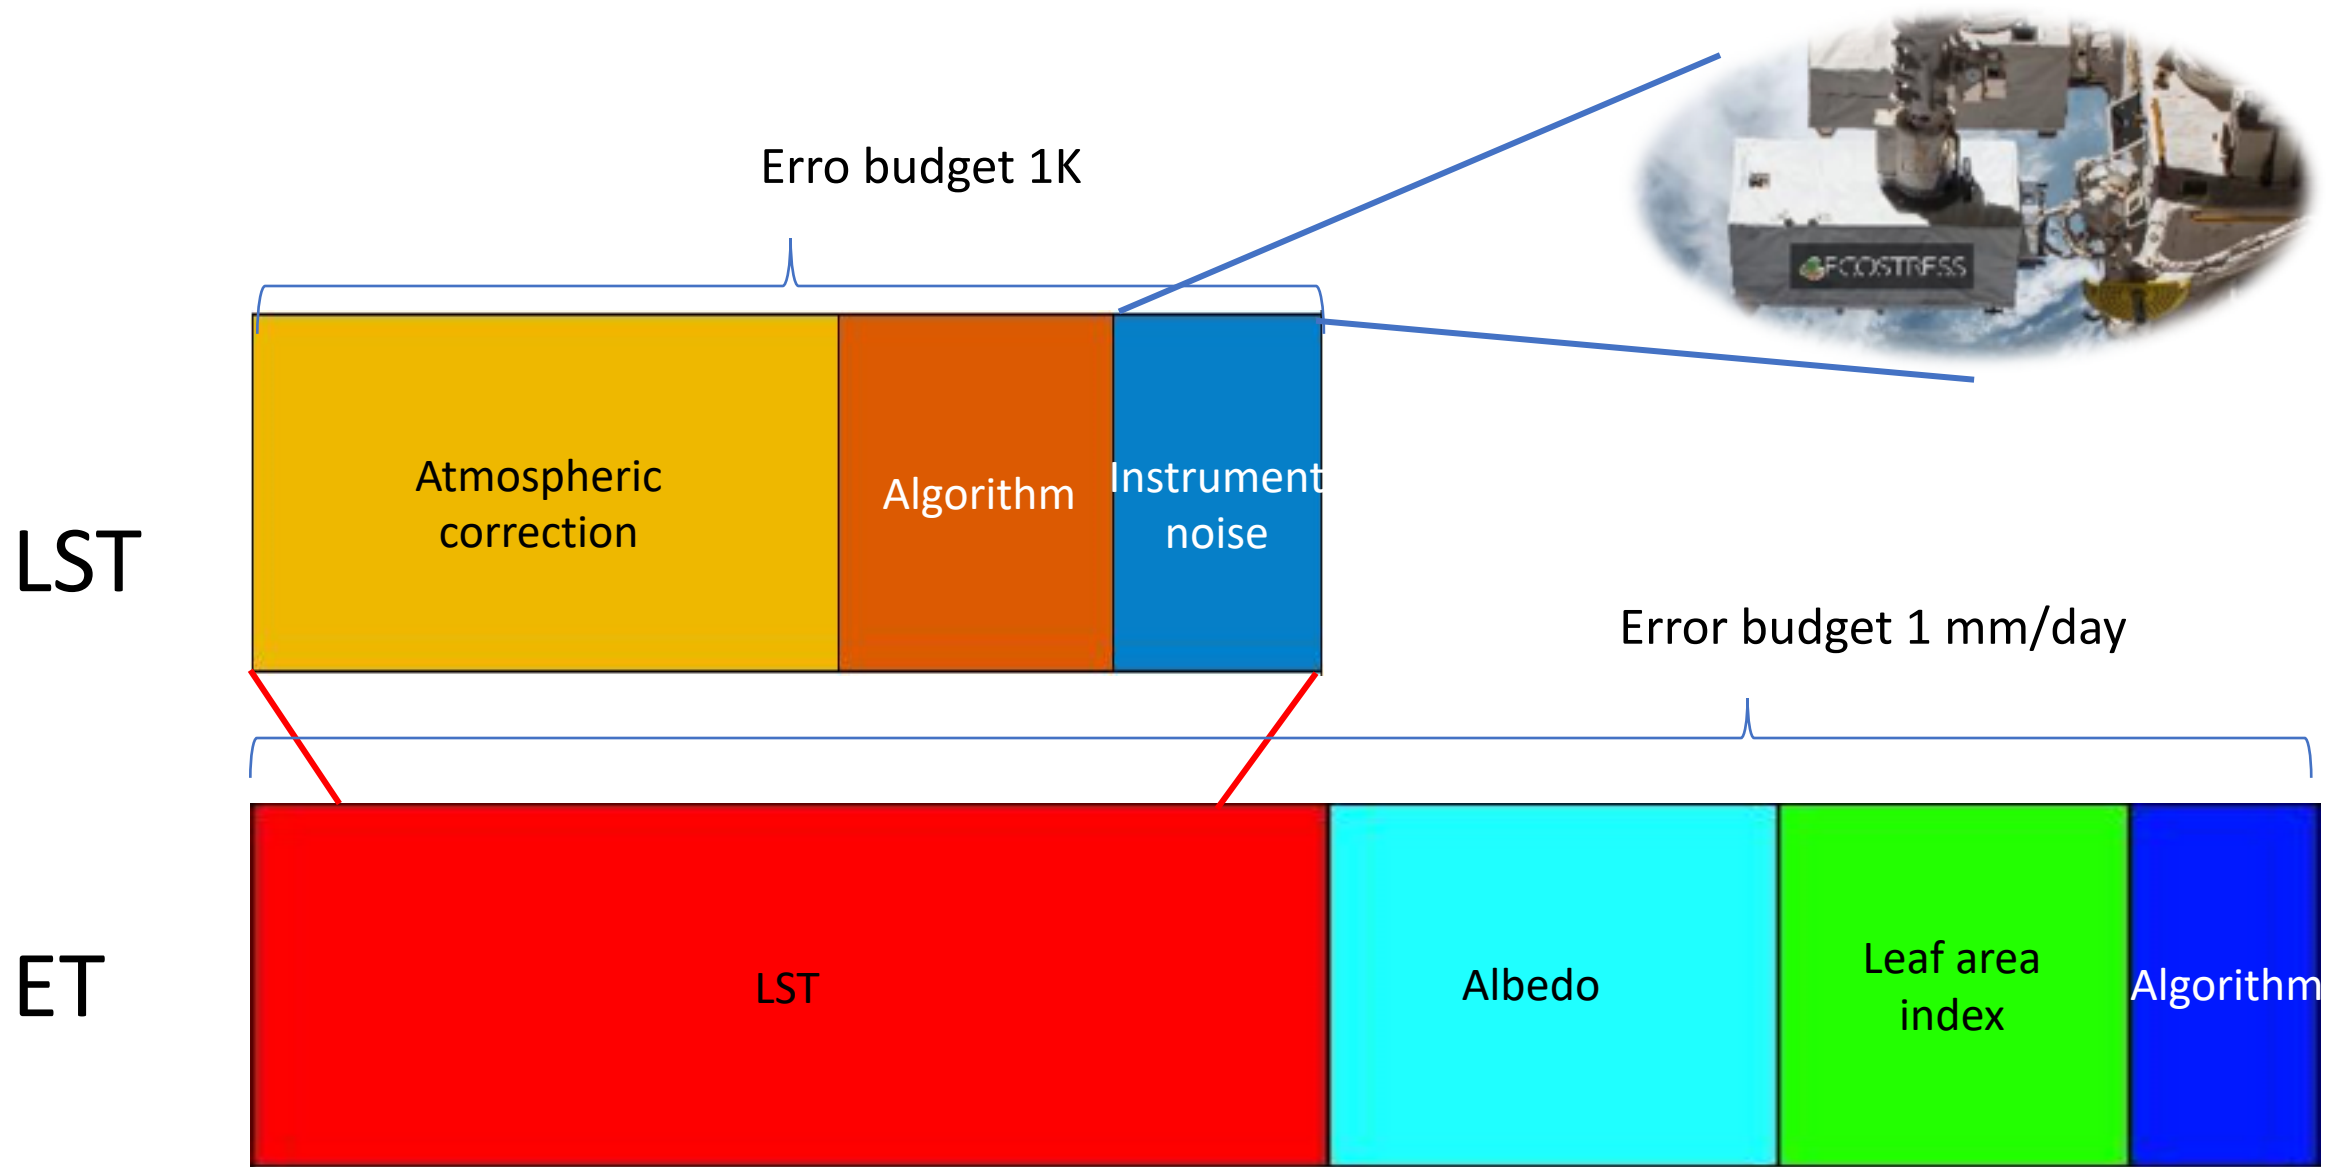 Erro budget 1K
ECOSTRESS
Atmospheric
correction
Algorithm
Instrument
noise
LST
Error budget 1 mm/day
ET
LST
Albedo
Leaf area
index
Algorithm